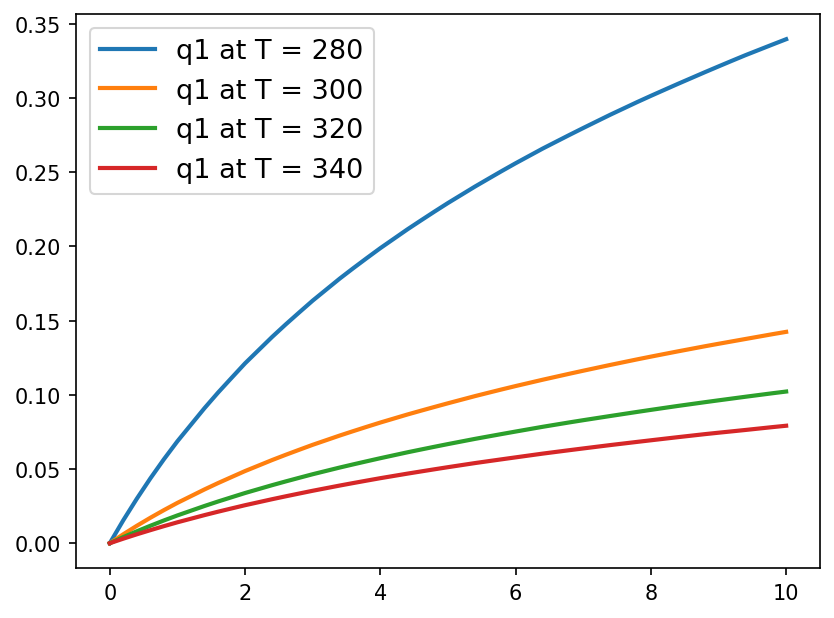 0.35
0.30
0.25
0.20
0.15
0.10
0.05
0.00
q1 at T = 280
q1 at T = 300
q1 at T = 320
q1 at T = 340
0 2 4 6 8 10